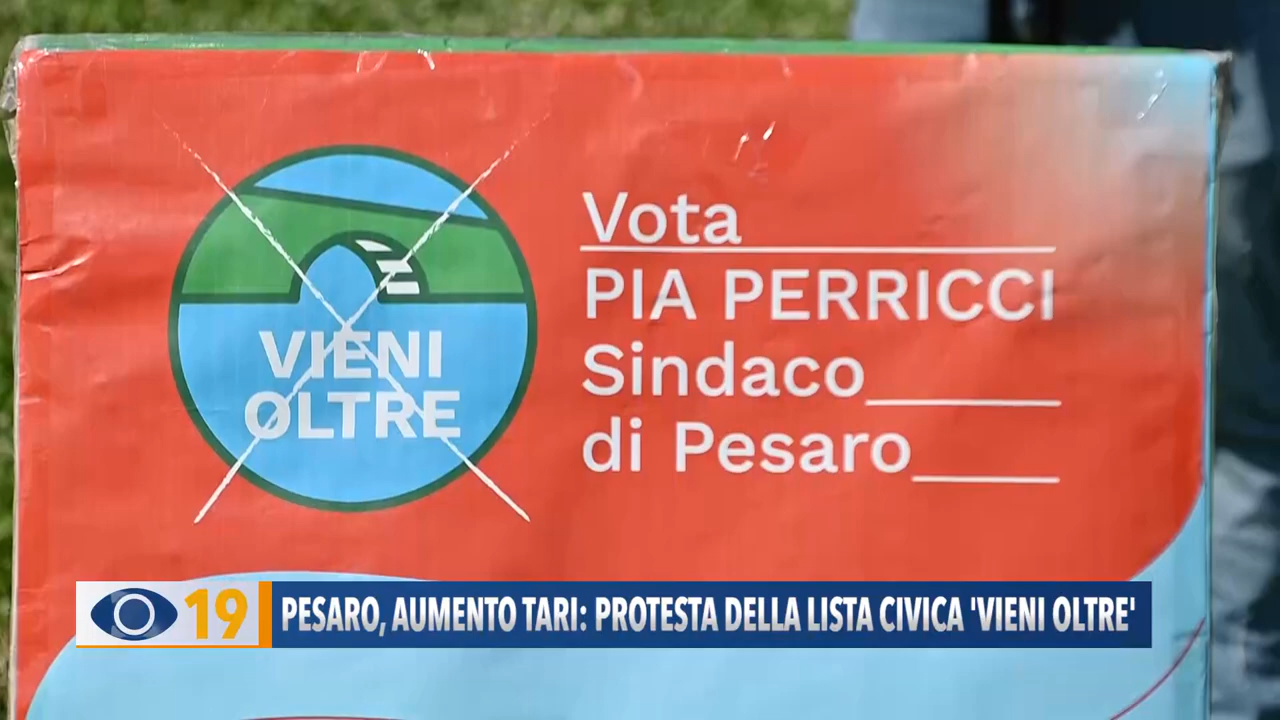 VIENI
OLTRE
Vota
PIA PERRICCI
Sindaco
di Pesaro
19
PESARO, AUMENTO TARI: PROTESTA DELLA LISTA CIVICA 'VIENI OLTRE'